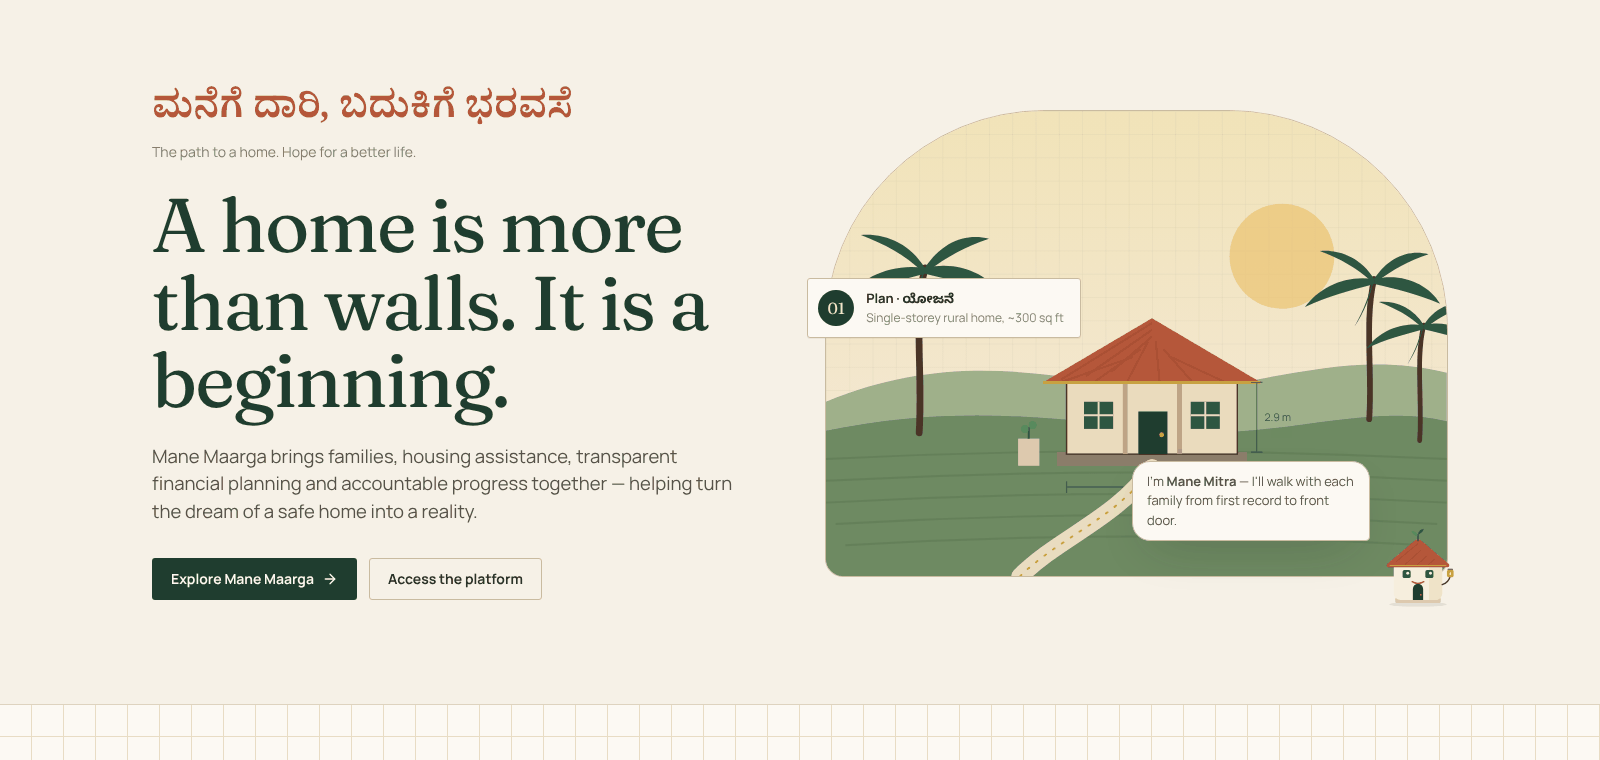 ಮನೆಗೆ ದಾರಿ, ಬದುಕಿಗೆ ಭರವಸೆ
The path to a home. Hope for a better life.
A home is more
than walls. It is a
beginning.
Mane Maarga brings families, housing assistance, transparent
financial planning and accountable progress together — helping turn
the dream of a safe home into a reality.
Explore Mane Maarga →
Access the platform
01
Plan · ಯೋಜನೆ
Single-storey rural home, ~300 sq ft
2.9 m
I'm Mane Mitra — I'll walk with each
family from first record to front
door.